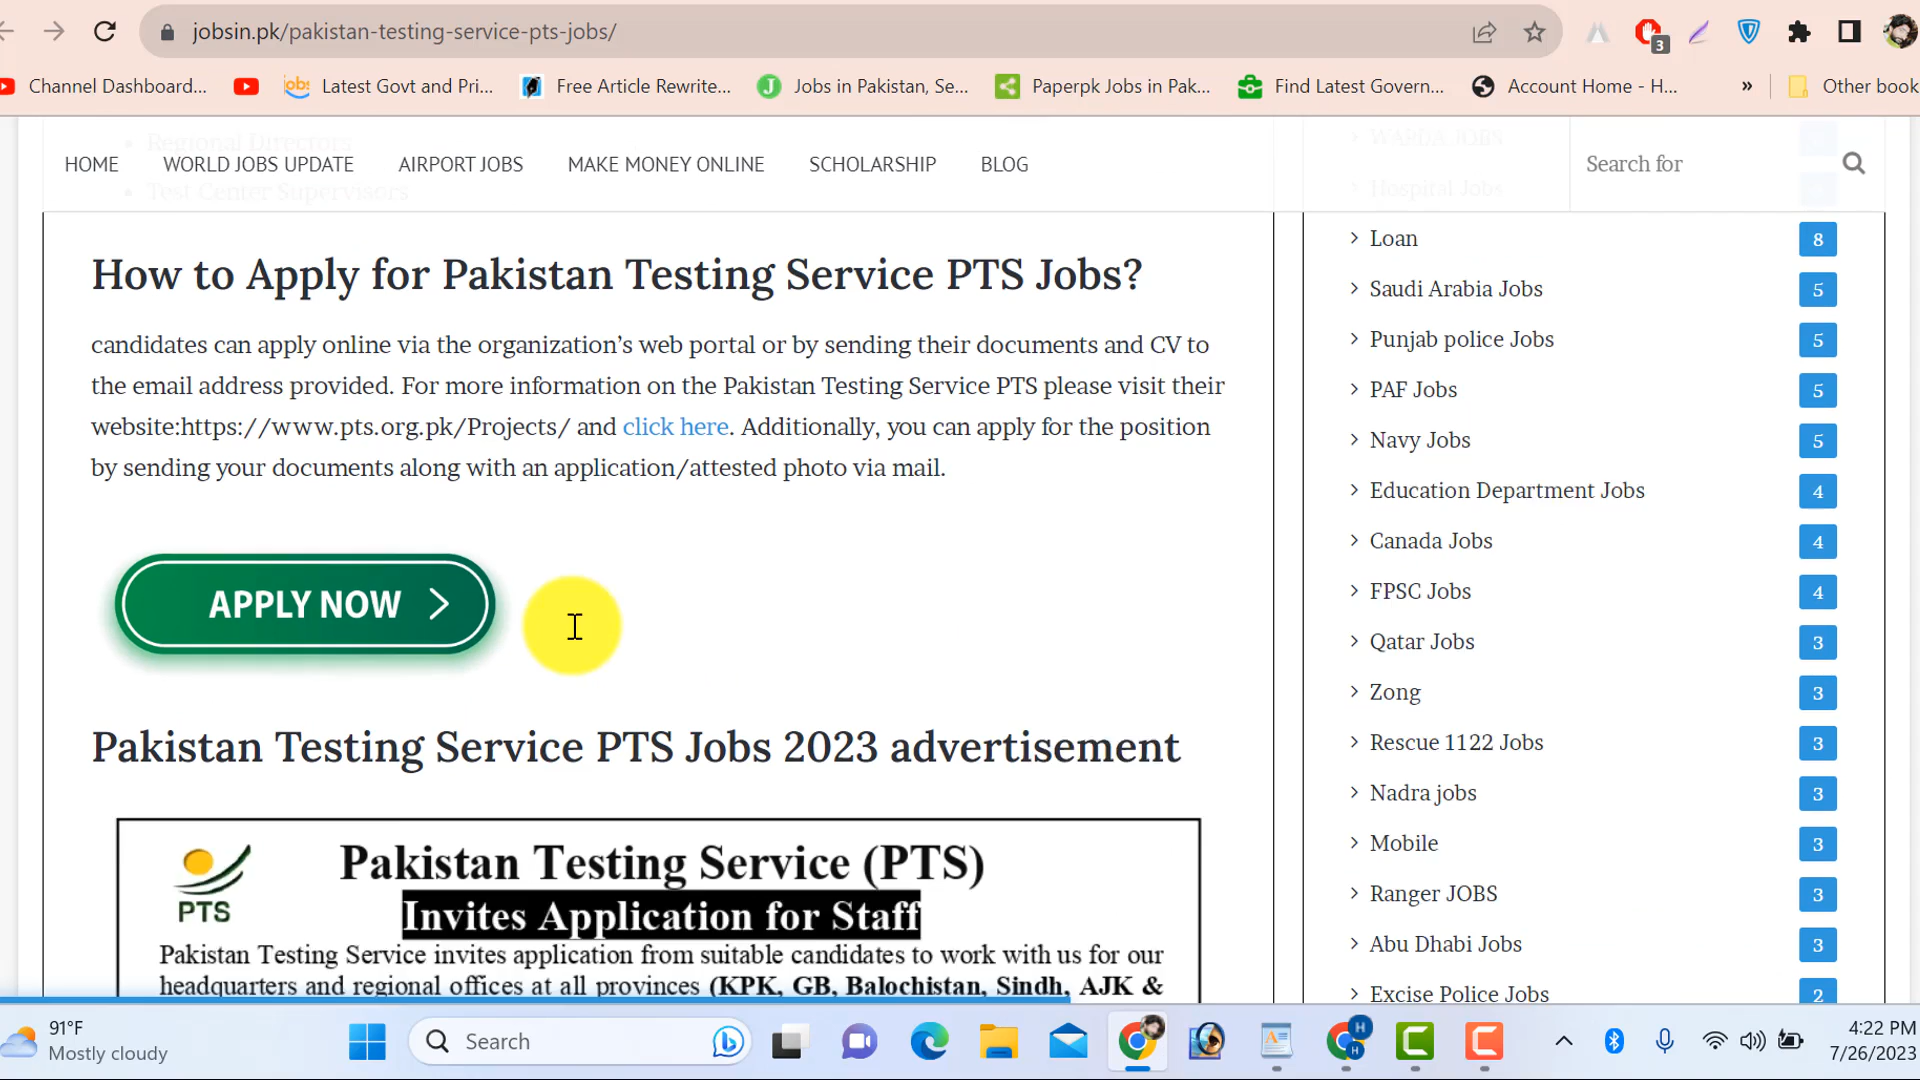 jobsin.pk/pakistan-testing-service-pts-jobs/
3
Channel Dashboard...
Latest Govt and Pri...
Free Article Rewrite...
Jobs in Pakistan, Se...
Paperpk Jobs in Pak...
Find Latest Govern...
Account Home - H...
»
Other book
Regional Directors
HOME
WORLD JOBS UPDATE
AIRPORT JOBS
MAKE MONEY ONLINE
SCHOLARSHIP
BLOG
Search for
Test Center Supervisors
How to Apply for Pakistan Testing Service PTS Jobs?
candidates can apply online via the organization's web portal or by sending their documents and CV to
the email address provided. For more information on the Pakistan Testing Service PTS please visit their
website:https://www.pts.org.pk/Projects/ and click here. Additionally, you can apply for the position
by sending your documents along with an application/attested photo via mail.
APPLY NOW
Pakistan Testing Service PTS Jobs 2023 advertisement
PTS
Pakistan Testing Service (PTS)
Invites Application for Staff
Pakistan Testing Service invites application from suitable candidates to work with us for our
headquarters and regional offices at all provinces (KPK, GB, Balochistan, Sindh, AJK &
WAPDA JOBS
Hospital Jobs
Loan 8
Saudi Arabia Jobs 5
Punjab police Jobs 5
PAF Jobs 5
Navy Jobs 5
Education Department Jobs 4
Canada Jobs 4
FPSC Jobs 4
Qatar Jobs 3
Zong 3
Rescue 1122 Jobs 3
Nadra jobs 3
Mobile 3
Ranger JOBS 3
Abu Dhabi Jobs 3
Excise Police Jobs 2
91°F
Mostly cloudy
Search
4:22 PM
7/26/2023